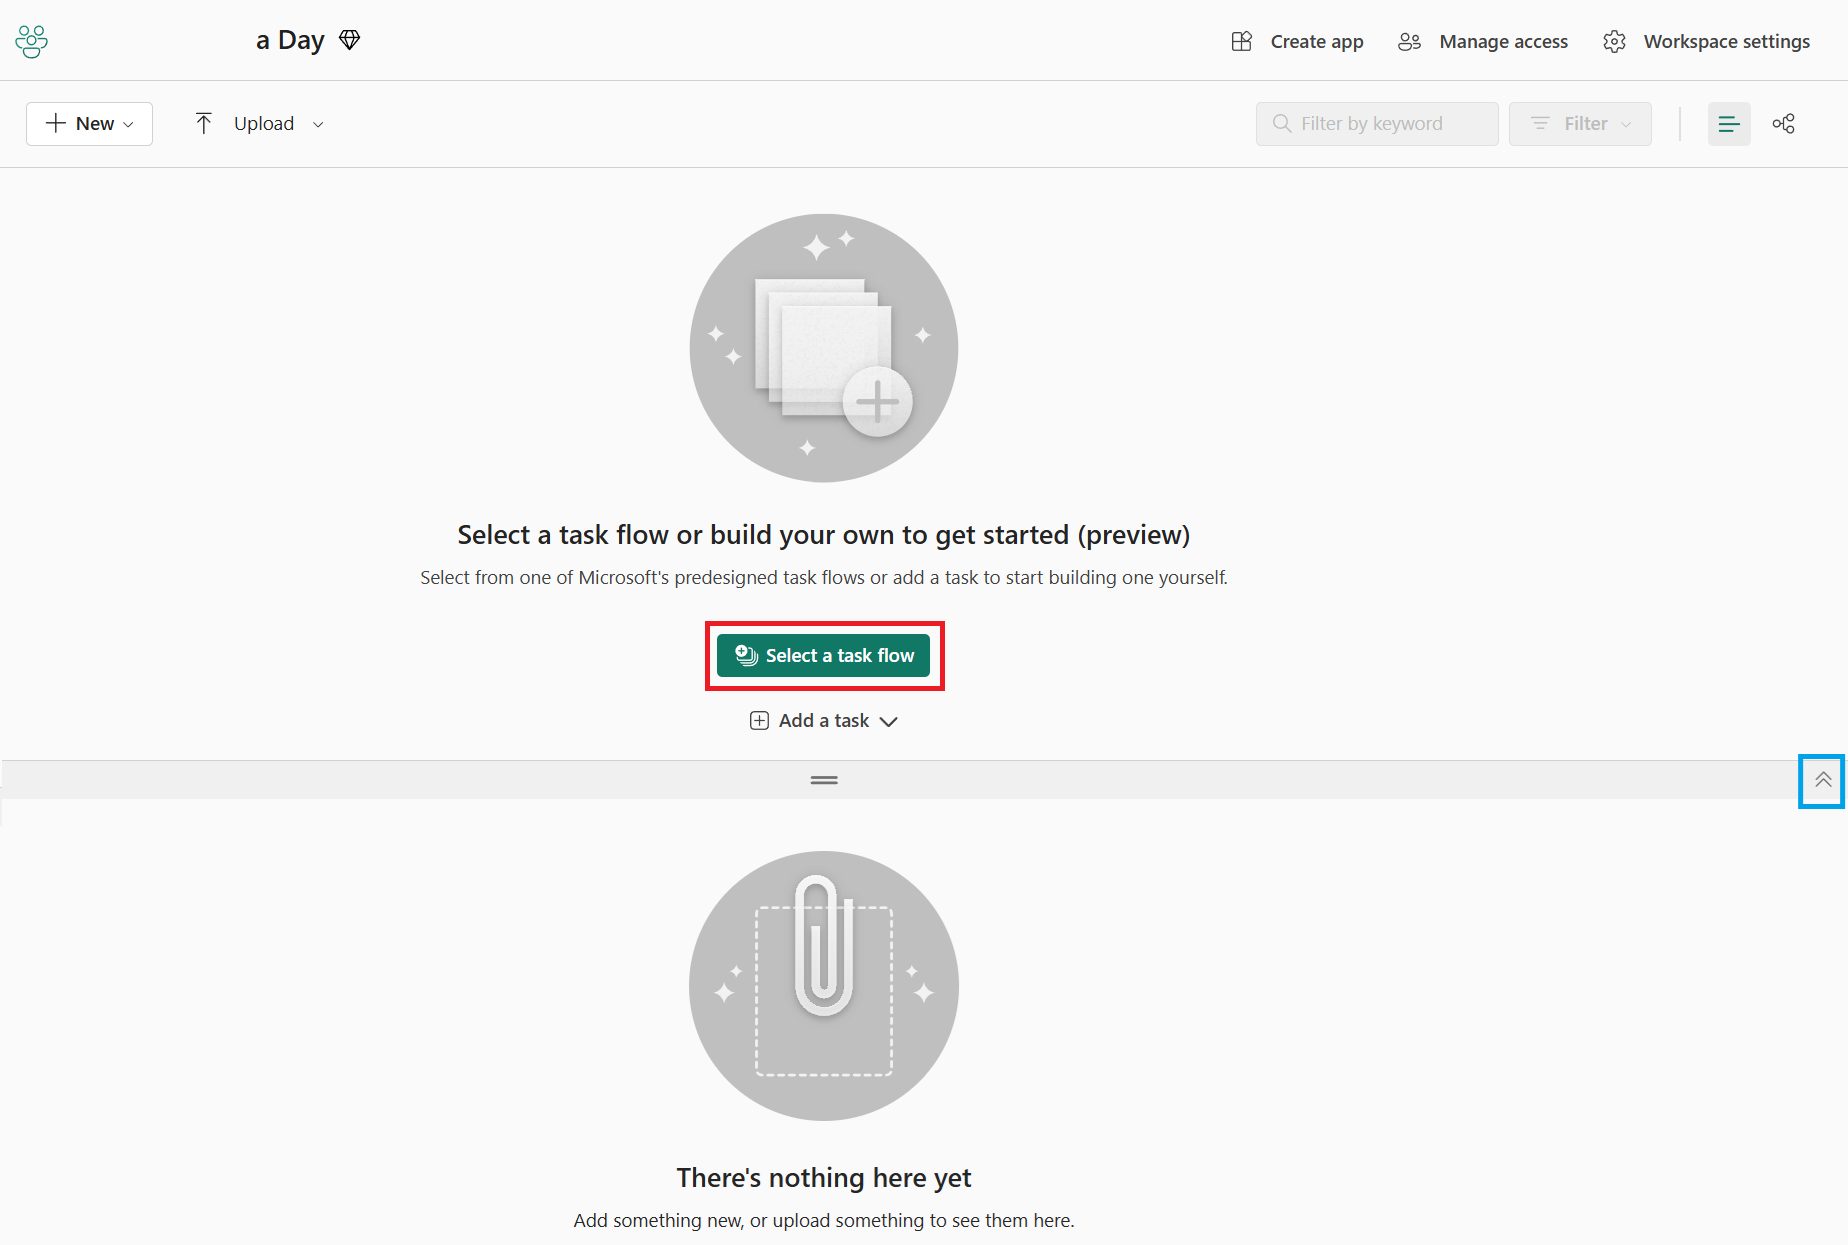 a Day
Create app
Manage access
Workspace settings
New
Upload
Filter by keyword
Filter
Select a task flow or build your own to get started (preview)
Select from one of Microsoft's predesigned task flows or add a task to start building one yourself.
Select a task flow
Add a task
There's nothing here yet
Add something new, or upload something to see them here.